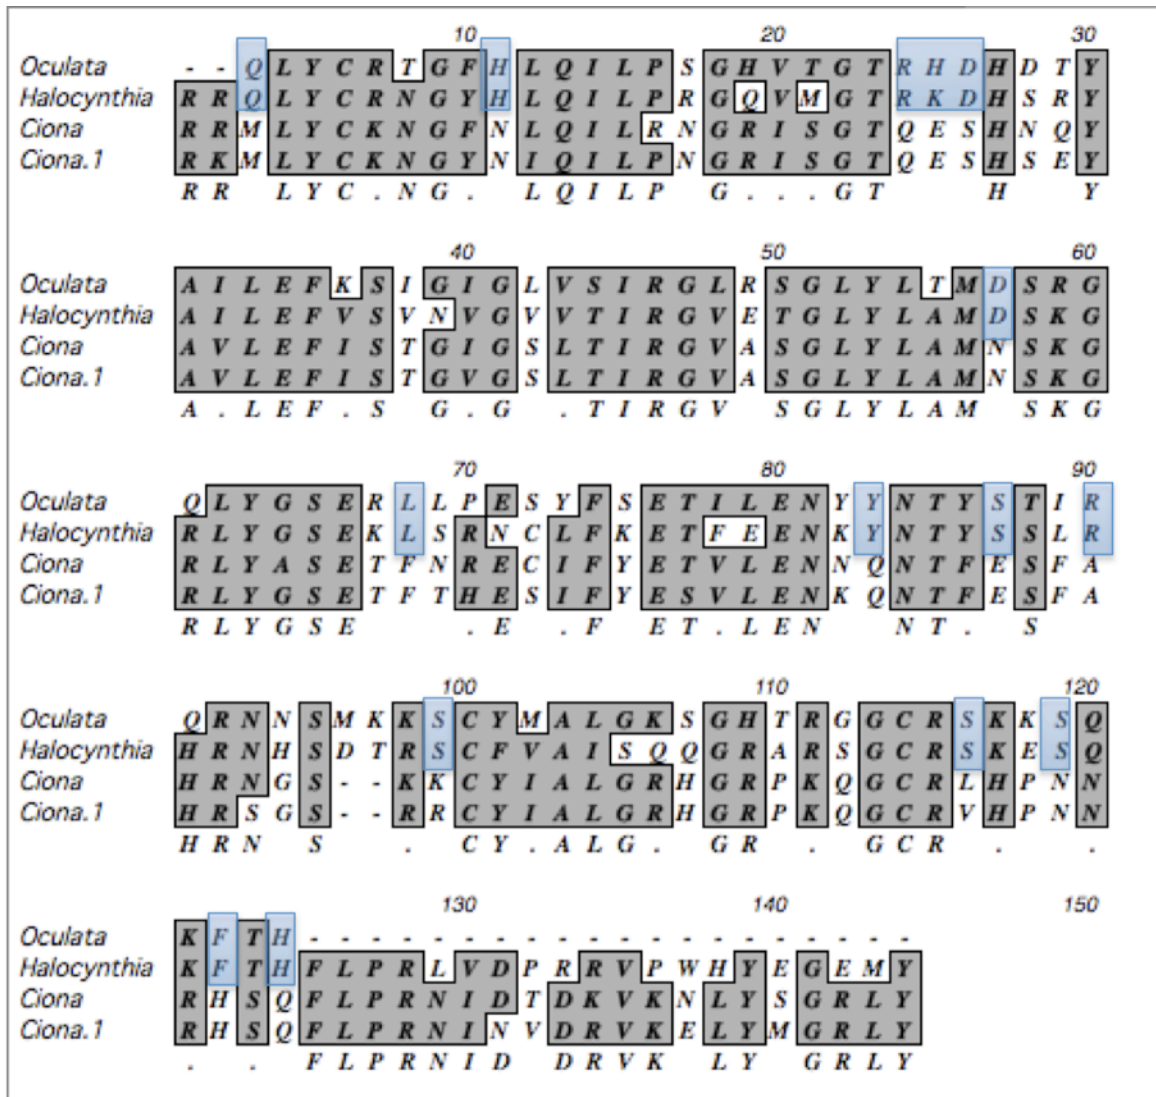 10 20 30
Oculata - - Q L Y C R T G F H L Q I L P S G H V T G T R H D H D T Y
Halocynthia R R Q L Y C R N G Y H L Q I L P R G Q V M G T R K D H S R Y
Ciona R R M L Y C K N G F N L Q I L R N G R I S G T Q E S H N Q Y
Ciona.1 R K M L Y C K N G Y N I Q I L P N G R I S G T Q E S H S E Y
R R L Y C . N G . L Q I L P G . . . G T H Y
40 50 60
Oculata A I L E F K S I G I G L V S I R G L R S G L Y L T M D S R G
Halocynthia A I L E F V S V N V G V V T I R G V E T G L Y L A M D S K G
Ciona A V L E F I S T G I G S L T I R G V A S G L Y L A M N S K G
Ciona.1 A V L E F I S T G V G S L T I R G V A S G L Y L A M N S K G
A . L E F . S G . G . T I R G V S G L Y L A M S K G
70 80 90
Oculata Q L Y G S E R L L P E S Y F S E T I L E N Y Y N T Y S T I R
Halocynthia R L Y G S E K L S R N C L F K E T F E E N K Y N T Y S S L R
Ciona R L Y A S E T F N R E C I F Y E T V L E N N Q N T F E S F A
Ciona.1 R L Y G S E T F T H E S I F Y E S V L E N K Q N T F E S F A
R L Y G S E . E . F E T . L E N N T . S
100 110 120
Oculata Q R N N S M K K S C Y M A L G K S G H T R G G C R S K K S Q
Halocynthia H R N H S D T R S C F V A I S Q Q G R A R S G C R S K E S Q
Ciona H R N G S - - K K C Y I A L G R H G R P K Q G C R L H P N N
Ciona.1 H R S G S - - R R C Y I A L G R H G R P K Q G C R V H P N N
H R N S . C Y . A L G . G R . G C R . .
130 140 150
Oculata K F T H - - - - - - - - - - - - - - - - - - - -
Halocynthia K F T H F L P R L V D P R R V P W H Y E G E M Y
Ciona R H S Q F L P R N I D T D K V K N L Y S G R L Y
Ciona.1 R H S Q F L P R N I N V D R V K E L Y M G R L Y
. . F L P R N I D D R V K L Y G R L Y